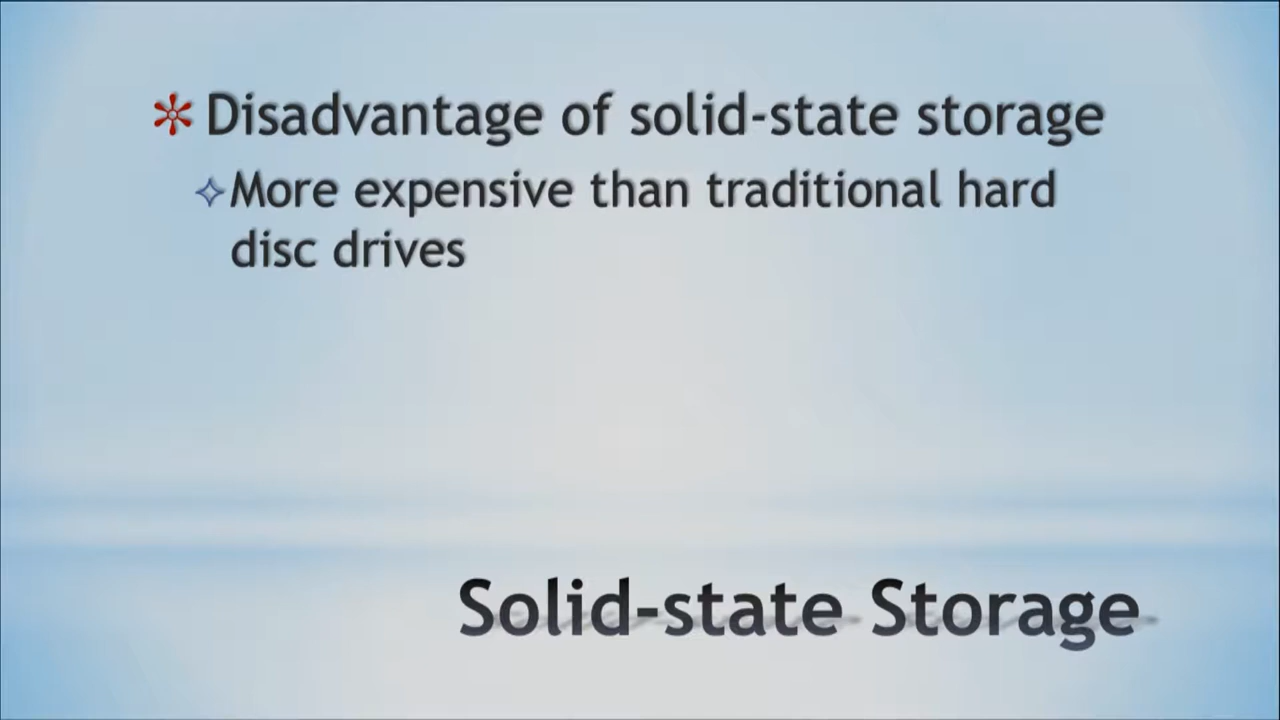 Disadvantage of solid-state storage
More expensive than traditional hard
disc drives
Solid-state Storage